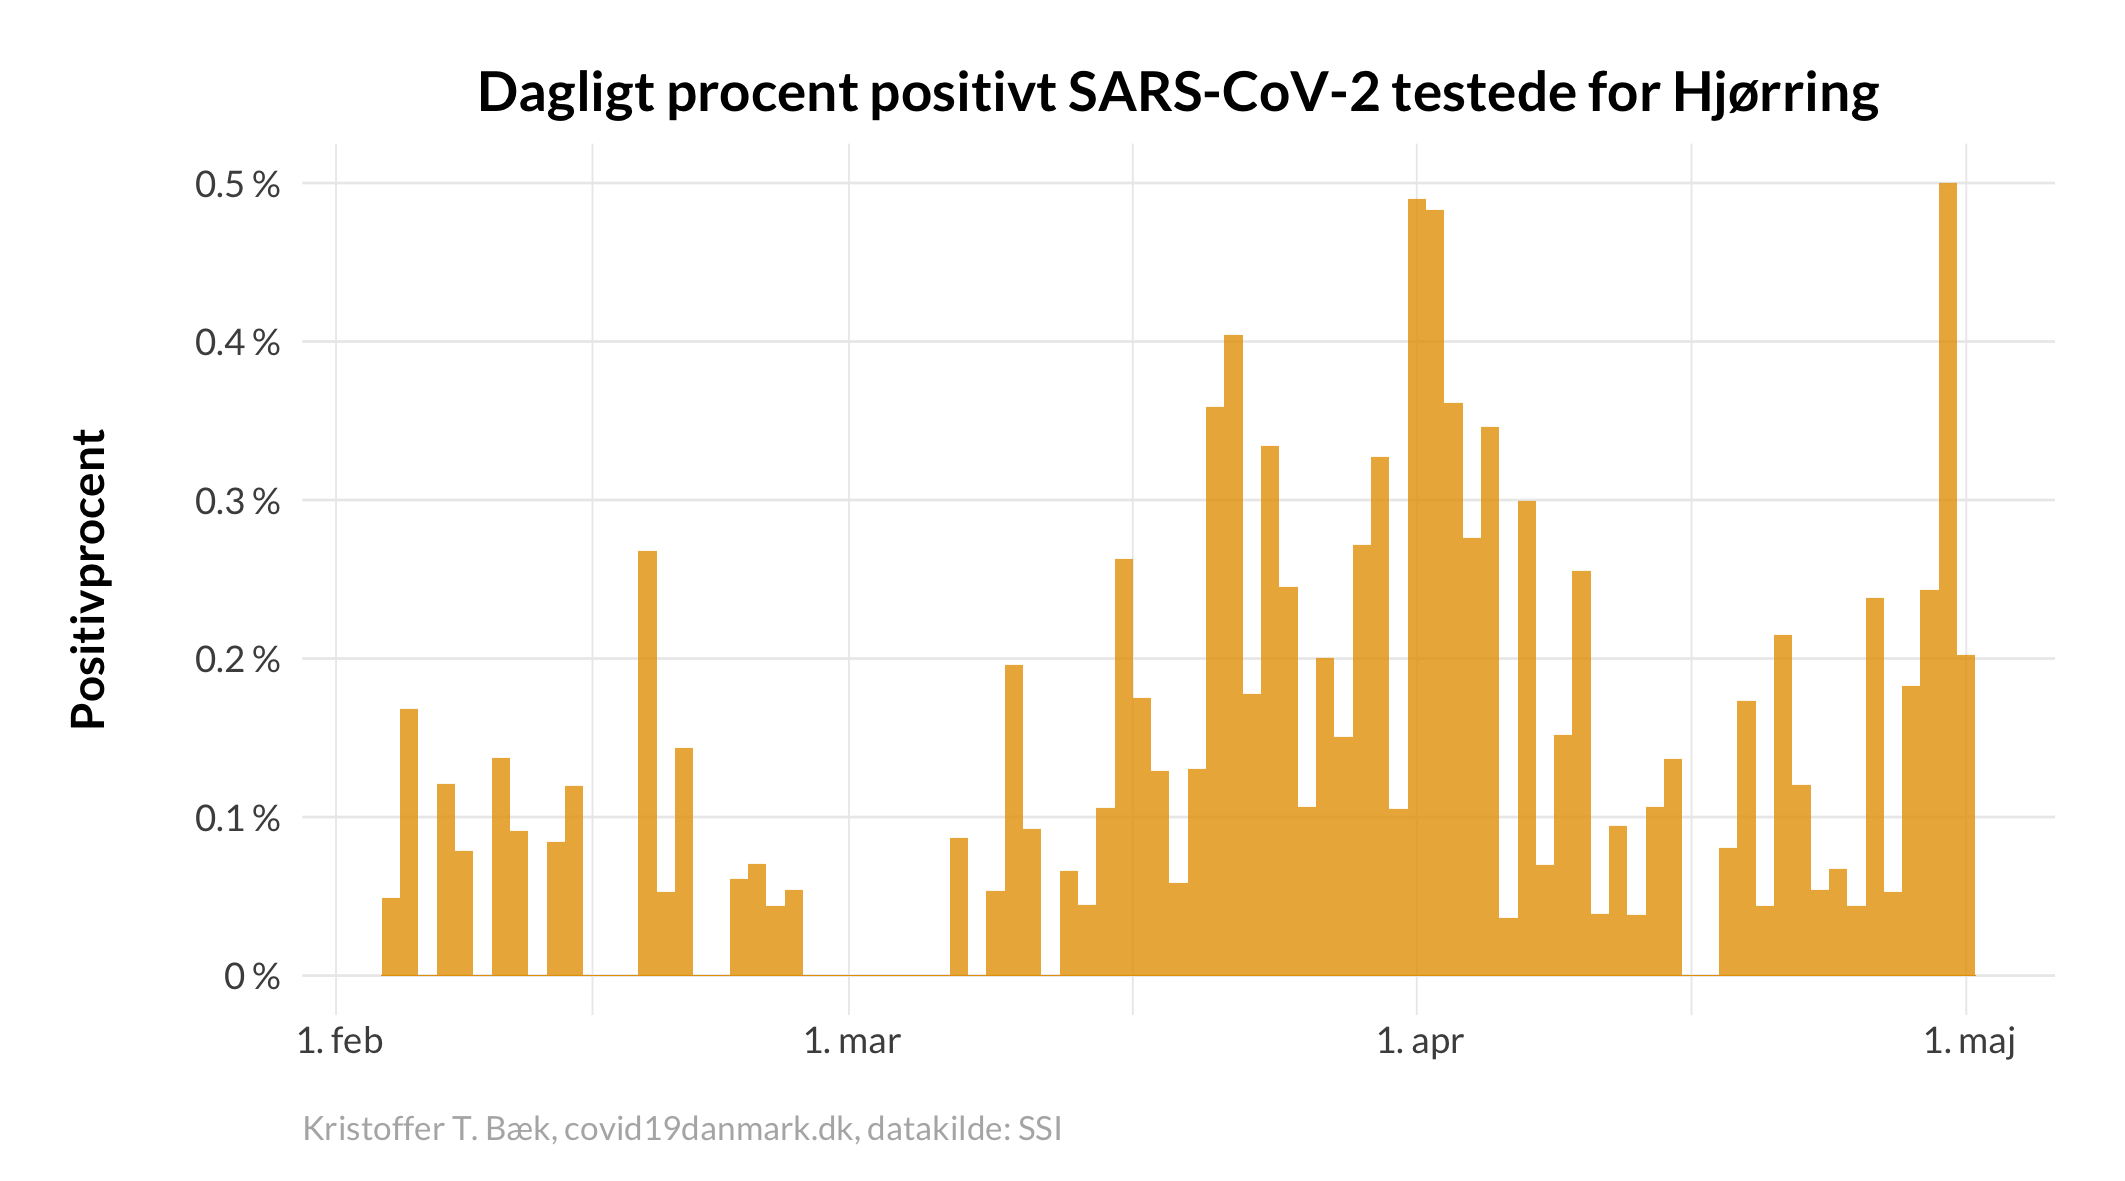 Dagligt procent positivt SARS-CoV-2 testede for Hjørring
Positivprocent
0.5 %
0.4 %
0.3 %
0.2 %
0.1 %
0 %
1. feb
1. mar
1. apr
1. maj
Kristoffer T. Bæk, covid19danmark.dk, datakilde: SSI